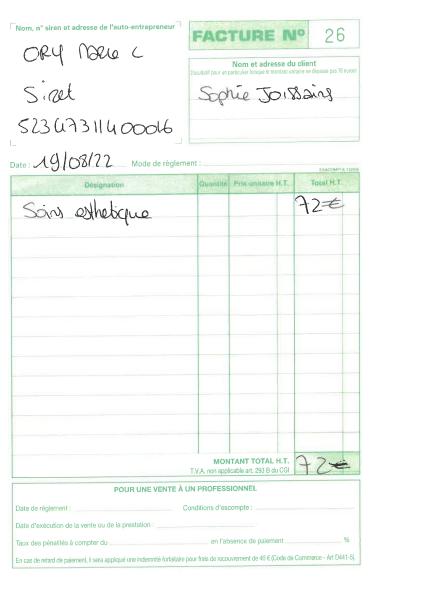 Nom, n° siren et adresse de l'auto-entrepreneur
ORY Marie C
Siret
52347311400046
FACTURE N° 26
Nom et adresse du client
Sophie Joissains
Date : 19/08/22 Mode de règlement :
Désignation Quantité Prix unitaire H.T. Total H.T.
Soins esthetique 72€
MONTANT TOTAL H.T. 72€
T.V.A. non applicable art. 293 B du CGI
POUR UNE VENTE À UN PROFESSIONNEL
Date de règlement : Conditions d'escompte :
Date d'exécution de la vente ou de la prestation :
Taux des pénalités à compter du en l'absence de paiement %
En cas de retard de paiement, il sera appliqué une indemnité forfaitaire pour frais de recouvrement de 40 € (Code de Commerce - Art D441-5).